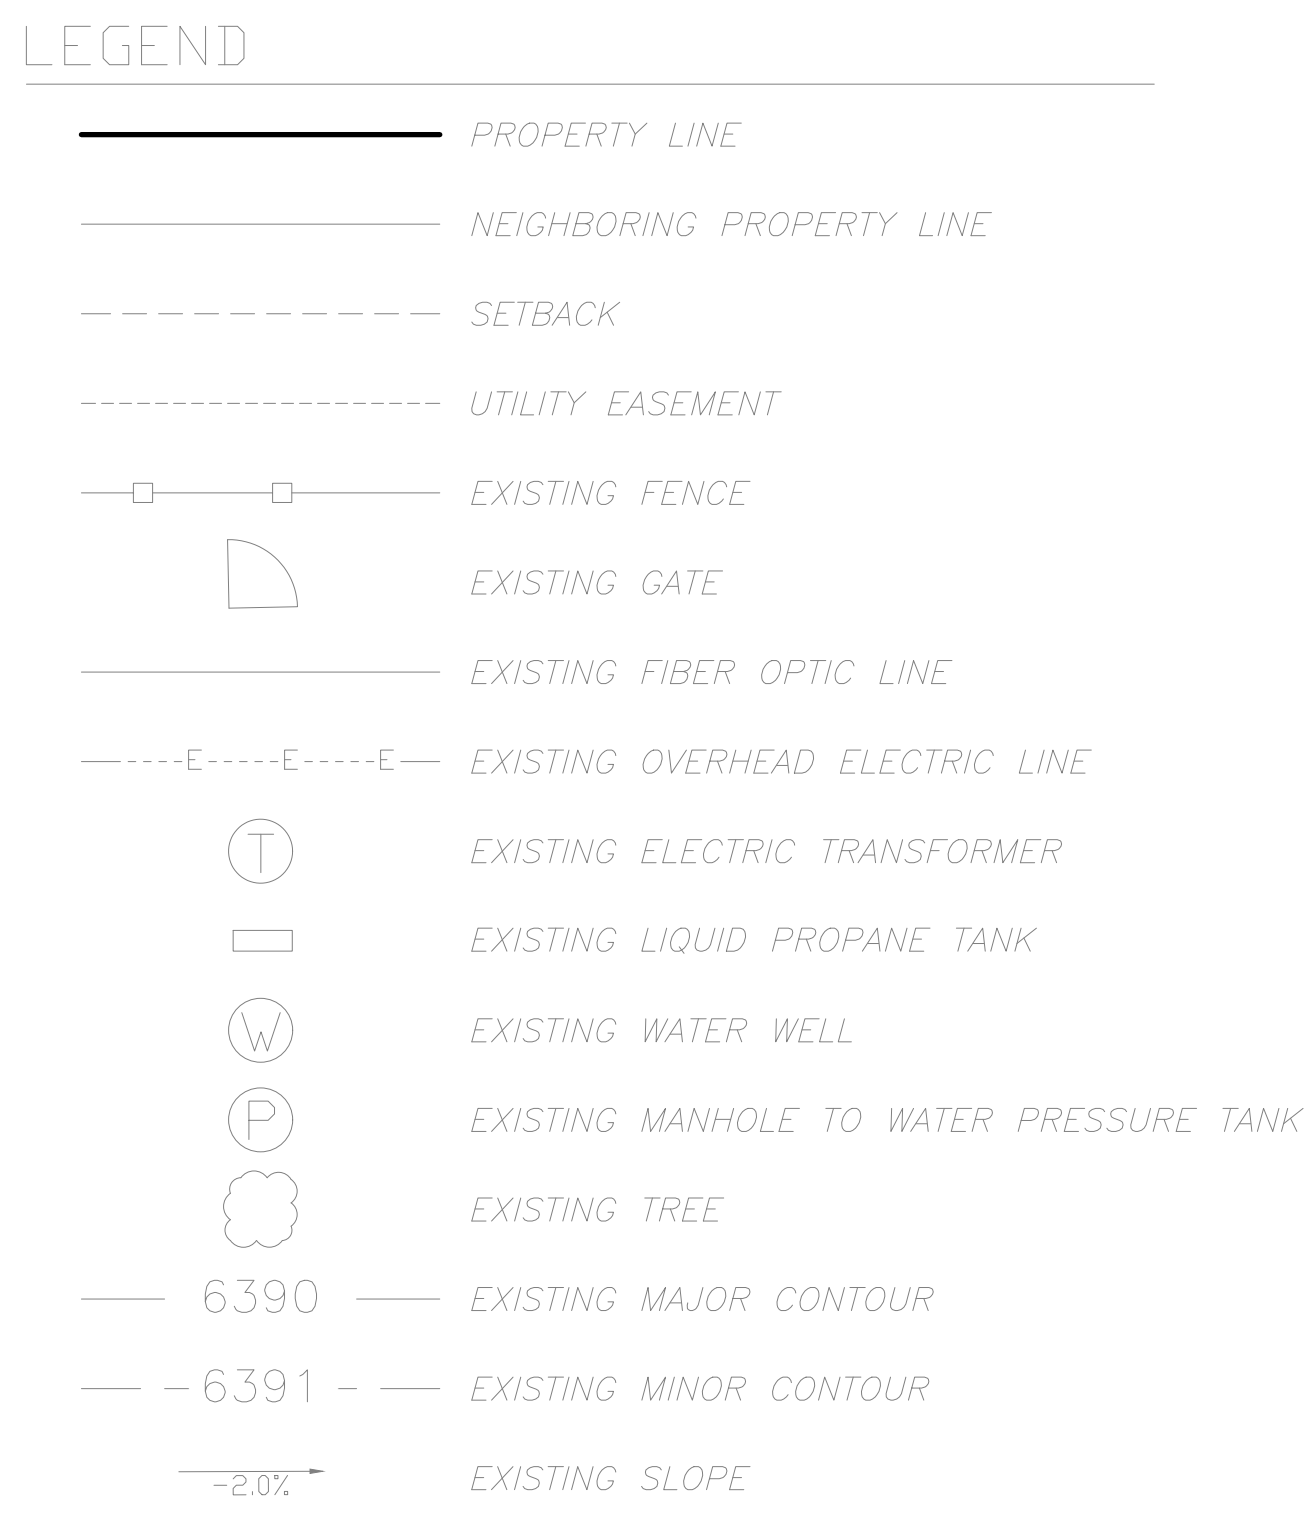 LEGEND
PROPERTY LINE
NEIGHBORING PROPERTY LINE
SETBACK
UTILITY EASEMENT
EXISTING FENCE
EXISTING GATE
EXISTING FIBER OPTIC LINE
E E E EXISTING OVERHEAD ELECTRIC LINE
T EXISTING ELECTRIC TRANSFORMER
EXISTING LIQUID PROPANE TANK
W EXISTING WATER WELL
P EXISTING MANHOLE TO WATER PRESSURE TANK
EXISTING TREE
6390 EXISTING MAJOR CONTOUR
6391 EXISTING MINOR CONTOUR
-2.0% EXISTING SLOPE